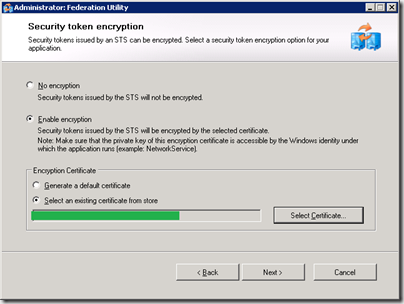 Administrator: Federation Utility
Security token encryption
Security tokens issued by an STS can be encrypted. Select a security token encryption option for your
application.
No encryption
Security tokens issued by the STS will not be encrypted.
Enable encryption
Security tokens issued by the STS will be encrypted by the selected certificate.
Note: Make sure that the private key of this encryption certificate is accessible by the Windows identity under
which the application runs (example: NetworkService).
Encryption Certificate
Generate a default certificate
Select an existing certificate from store
Select Certificate...
< Back
Next >
Cancel